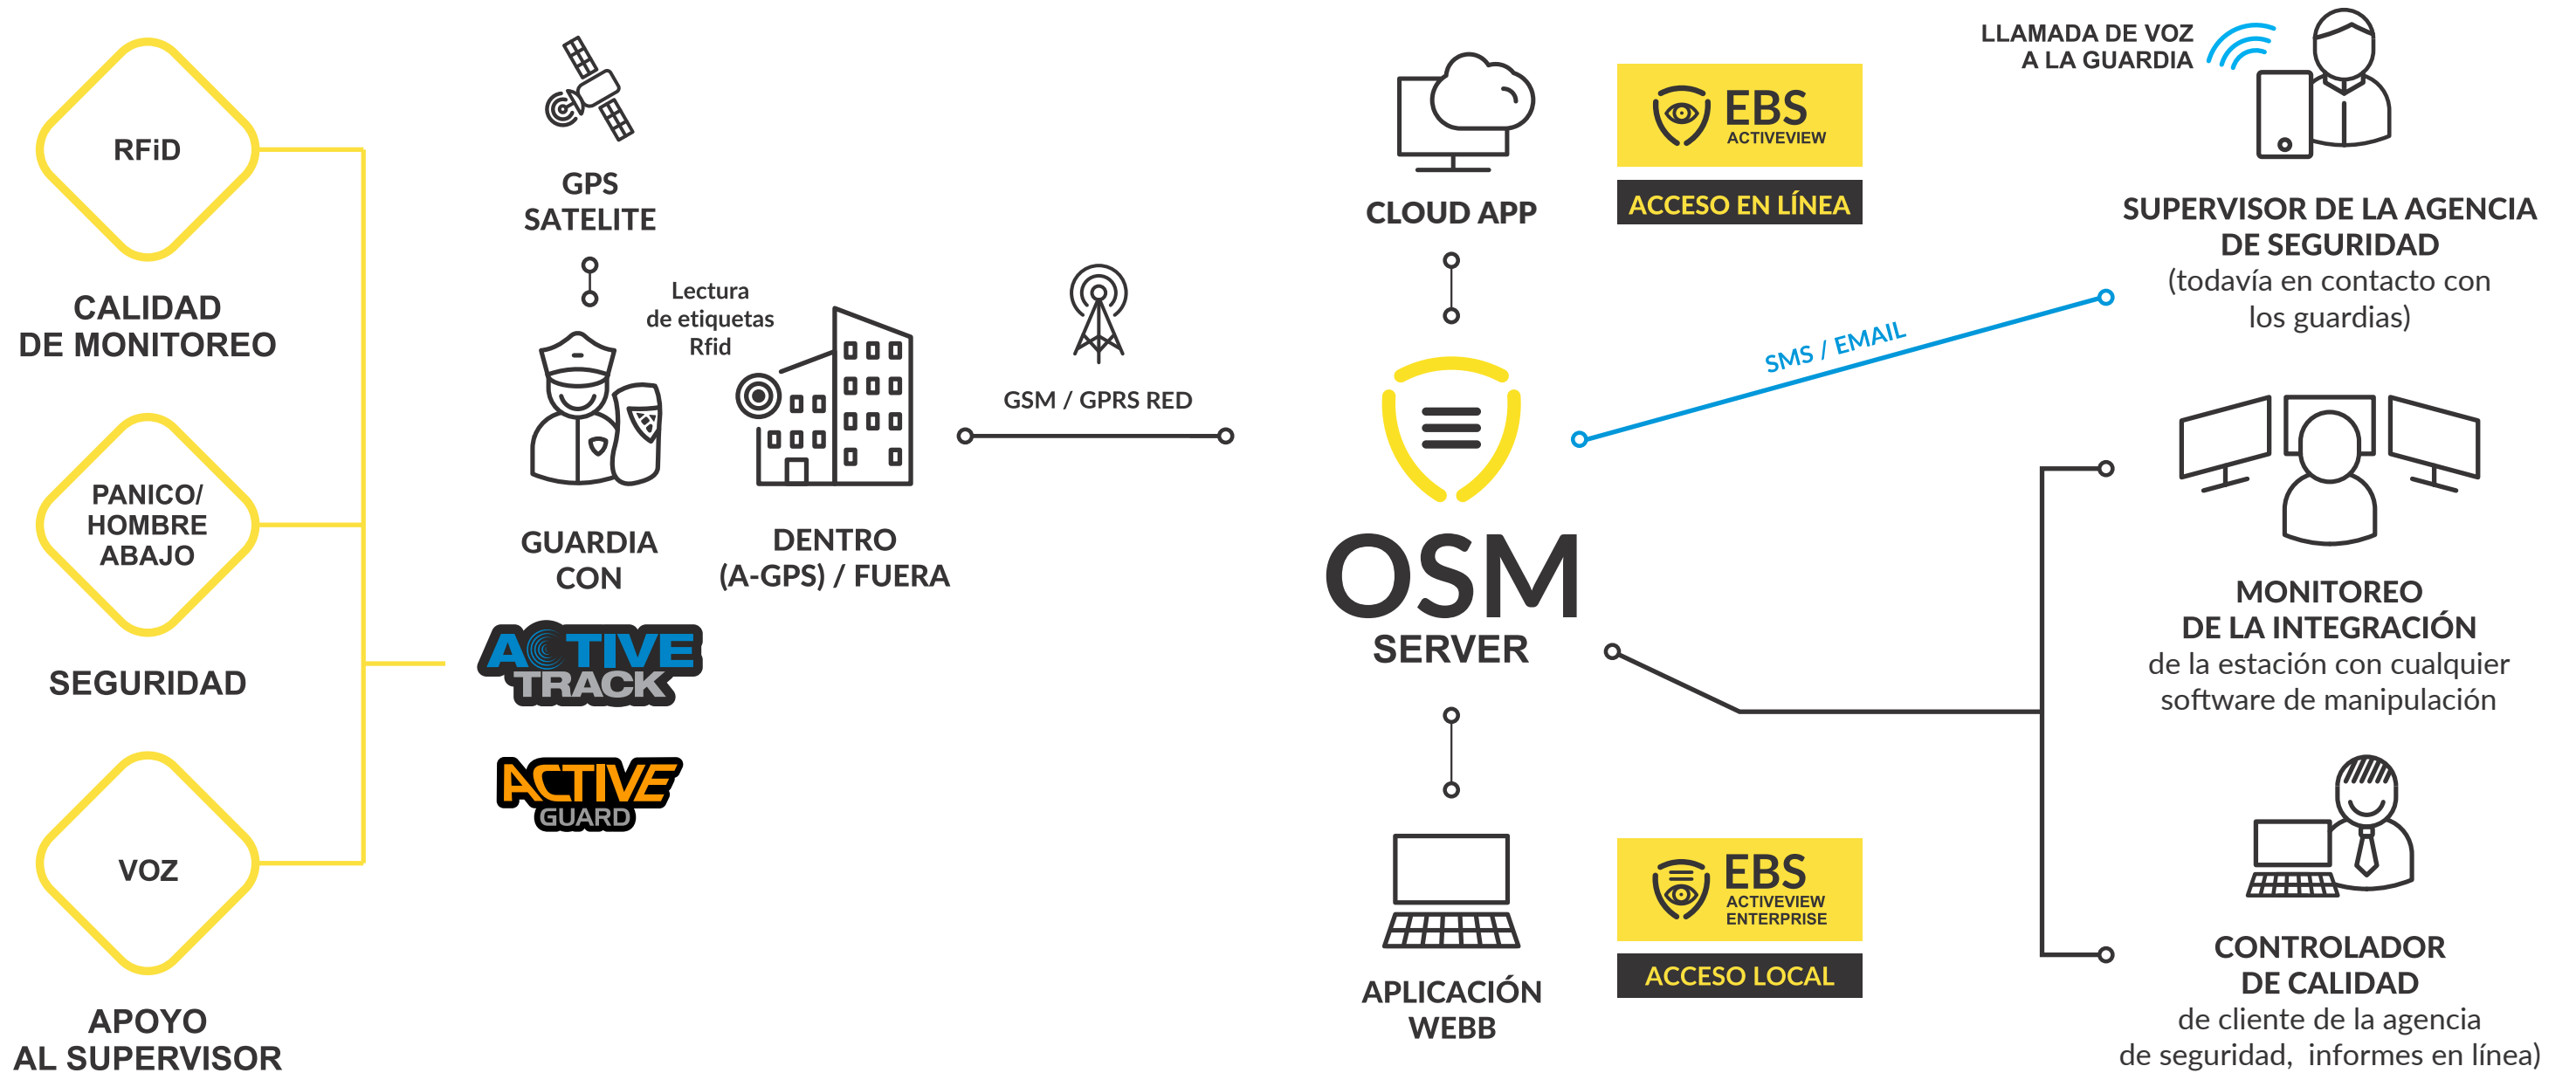 RFiD
CALIDAD
DE MONITOREO
PANICO/
HOMBRE
ABAJO
SEGURIDAD
VOZ
APOYO
AL SUPERVISOR
GPS
SATELITE
Lectura
de etiquetas
Rfid
GUARDIA
CON
ACTIVE
TRACK
ACTIVE
GUARD
DENTRO
(A-GPS) / FUERA
GSM / GPRS RED
CLOUD APP
EBS
ACTIVEVIEW
ACCESO EN LÍNEA
OSM
SERVER
APLICACIÓN
WEBB
EBS
ACTIVEVIEW
ENTERPRISE
ACCESO LOCAL
SMS / EMAIL
LLAMADA DE VOZ
A LA GUARDIA
SUPERVISOR DE LA AGENCIA
DE SEGURIDAD
(todavía en contacto con
los guardias)
MONITOREO
DE LA INTEGRACIÓN
de la estación con cualquier
software de manipulación
CONTROLADOR
DE CALIDAD
de cliente de la agencia
de seguridad,  informes en línea)